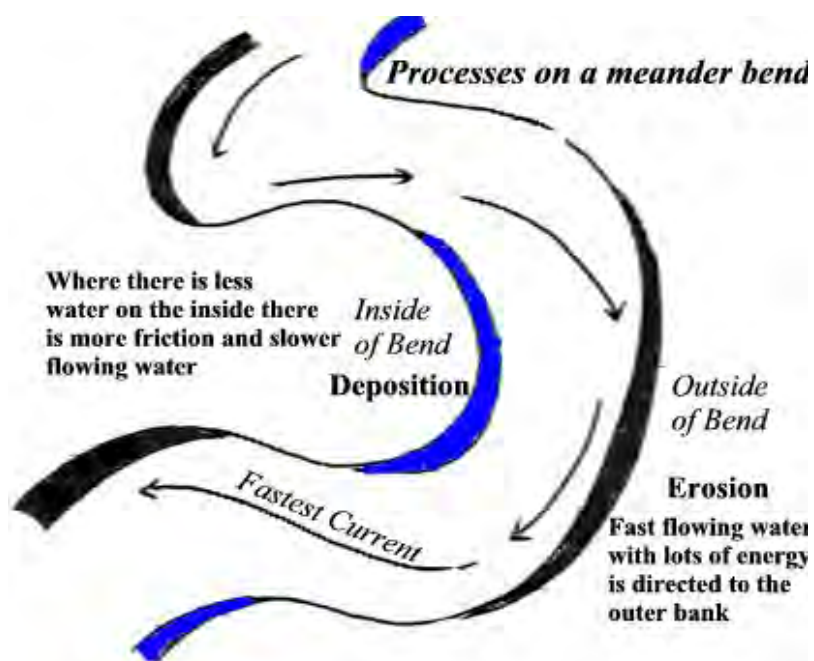 Processes on a meander bend
Where there is less
water on the inside there
is more friction and slower
flowing water
Inside
of Bend
Deposition
Outside
of Bend
Erosion
Fast flowing water
with lots of energy
is directed to the
outer bank
Fastest Current